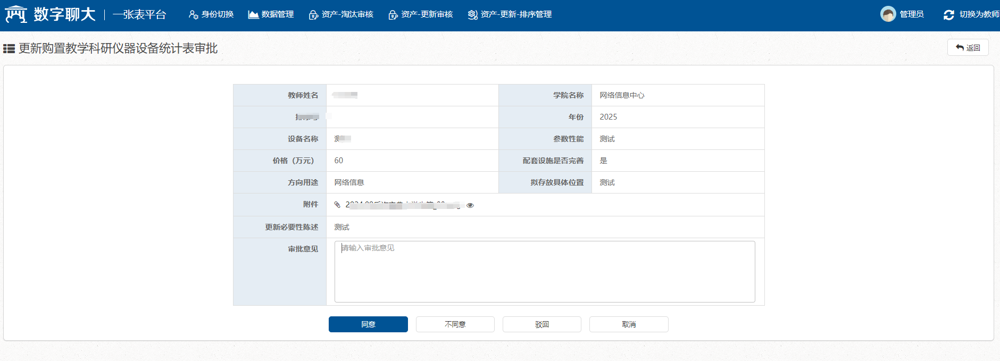 数字聊大 | 一张表平台 身份切换 数据管理 资产-淘汰审核 资产-更新审核 资产-更新-排序管理 管理员 切换为教师
更新购置教学科研仪器设备统计表审批 返回
教师姓名 学院名称 网络信息中心
年份 2025
设备名称 参数性能 测试
价格（万元） 60 配套设施是否完善 是
方向用途 网络信息 拟存放具体位置 测试
附件
更新必要性陈述 测试
审批意见 请输入审批意见
同意 不同意 驳回 取消